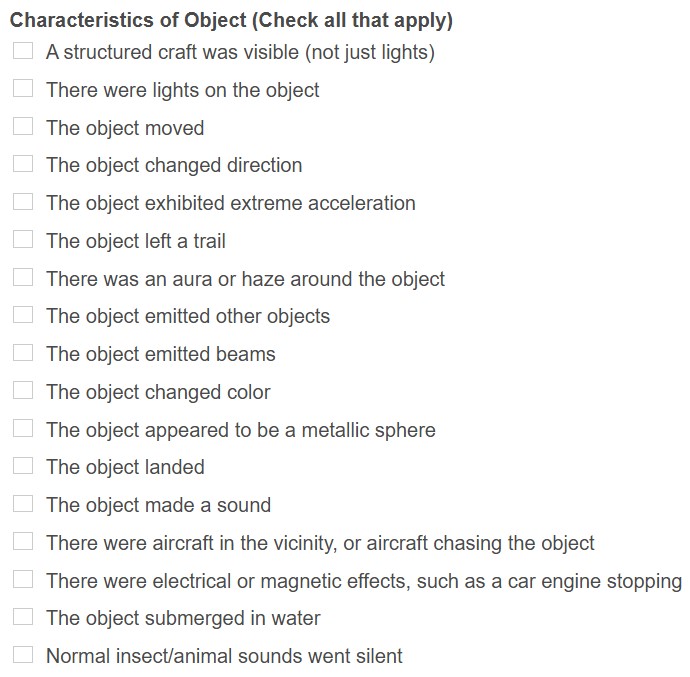 Characteristics of Object (Check all that apply)
A structured craft was visible (not just lights)
There were lights on the object
The object moved
The object changed direction
The object exhibited extreme acceleration
The object left a trail
There was an aura or haze around the object
The object emitted other objects
The object emitted beams
The object changed color
The object appeared to be a metallic sphere
The object landed
The object made a sound
There were aircraft in the vicinity, or aircraft chasing the object
There were electrical or magnetic effects, such as a car engine stopping
The object submerged in water
Normal insect/animal sounds went silent